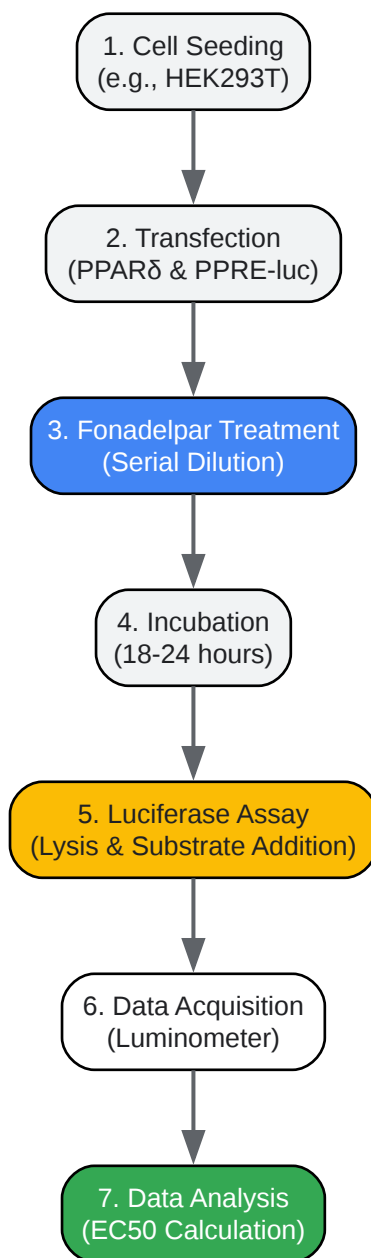 1. Cell Seeding
(e.g., HEK293T)
2. Transfection
(PPARδ & PPRE-luc)
3. Fonadelpar Treatment
(Serial Dilution)
4. Incubation
(18-24 hours)
5. Luciferase Assay
(Lysis & Substrate Addition)
6. Data Acquisition
(Luminometer)
7. Data Analysis
(EC50 Calculation)